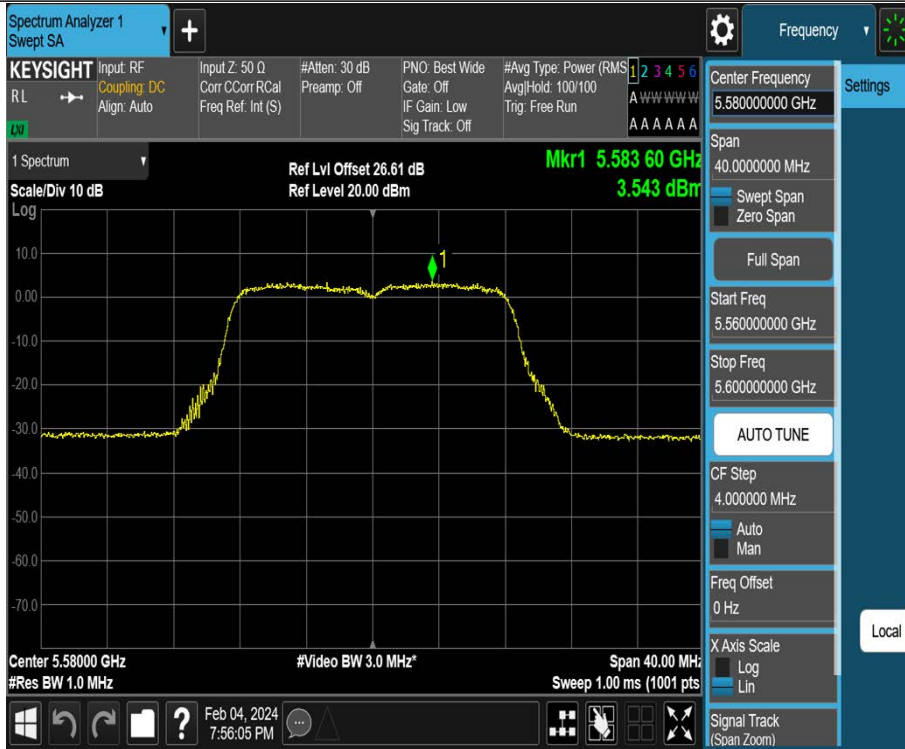 Spectrum Analyzer 1
Swept SA
+
Frequency
KEYSIGHT
R L
LXI
Input: RF
Coupling: DC
Align: Auto
Input Z: 50 Ω
Corr CCorr RCal
Freq Ref: Int (S)
#Atten: 30 dB
Preamp: Off
PNO: Best Wide
Gate: Off
IF Gain: Low
Sig Track: Off
#Avg Type: Power (RMS
Avg|Hold: 100/100
Trig: Free Run
1 2 3 4 5 6
A W W W W W
A A A A A A
Center Frequency
5.580000000 GHz
Settings
Span
40.0000000 MHz
Swept Span
Zero Span
Full Span
Start Freq
5.560000000 GHz
Stop Freq
5.600000000 GHz
AUTO TUNE
CF Step
4.000000 MHz
Auto
Man
Freq Offset
0 Hz
X Axis Scale
Log
Lin
Signal Track
(Span Zoom)
Local
1 Spectrum
Scale/Div 10 dB
Log
Ref Lvl Offset 26.61 dB
Ref Level 20.00 dBm
Mkr1 5.583 60 GHz
3.543 dBm
1
10.0
0.00
-10.0
-20.0
-30.0
-40.0
-50.0
-60.0
-70.0
Center 5.58000 GHz
#Res BW 1.0 MHz
#Video BW 3.0 MHz*
Span 40.00 MHz
Sweep 1.00 ms (1001 pts
?
Feb 04, 2024
7:56:05 PM